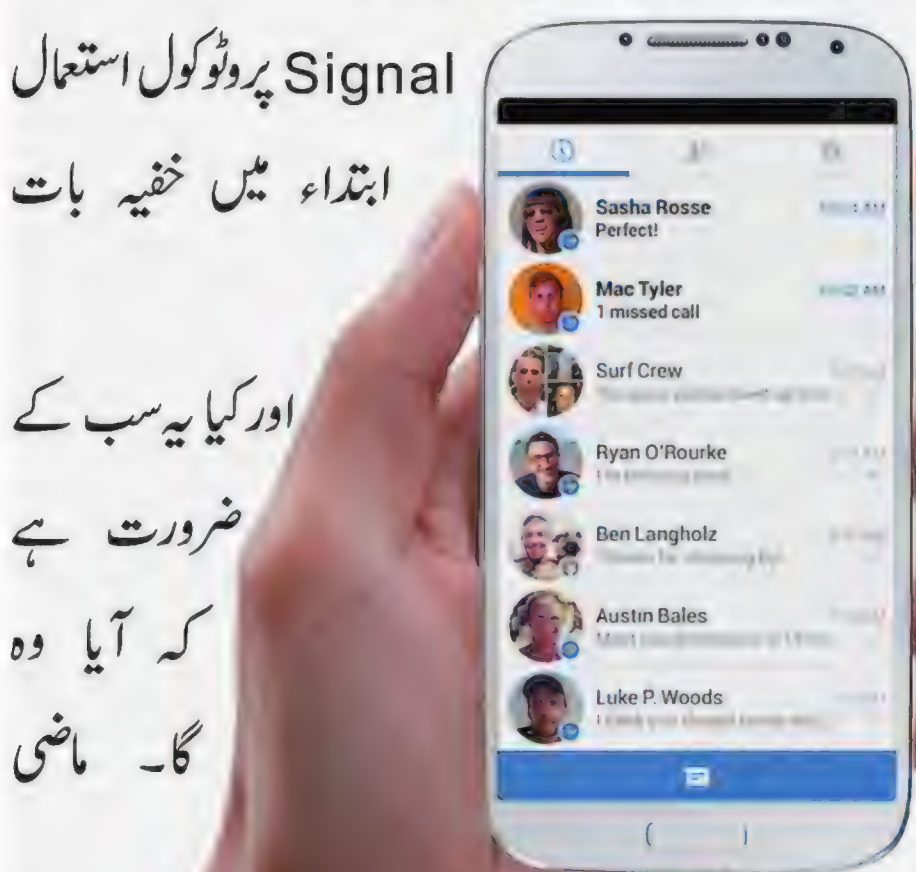 Signal پروٹوکول استعمال
ابتداء میں خفیہ بات
اور کیا یہ سب کے
ضرورت ہے
کہ آیا وہ
گا۔ ماضی
Sasha Rosse
Perfect!
Mac Tyler
1 missed call
Surf Crew
Ryan O'Rourke
Ben Langholz
Austin Bales
Luke P. Woods